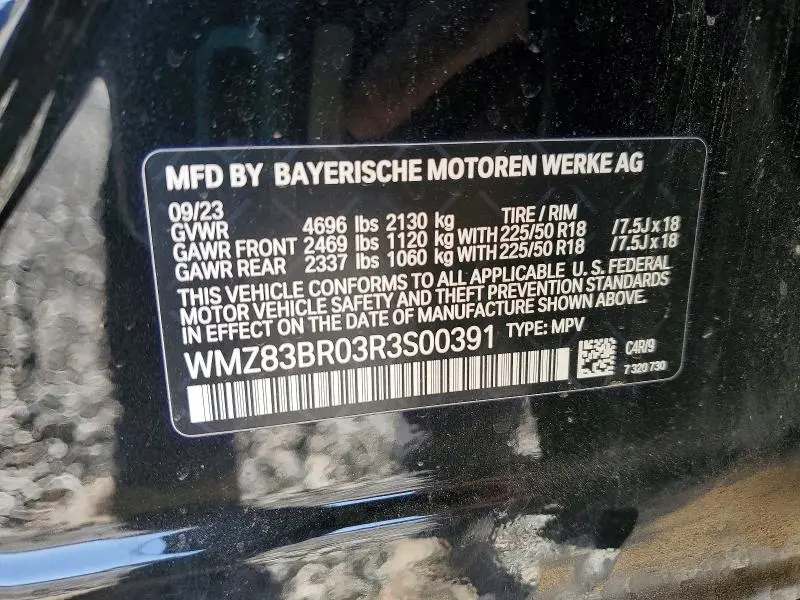 MFD BY BAYERISCHE MOTOREN WERKE AG
09/23 TIRE / RIM
GVWR 4696 lbs 2130 kg
GAWR FRONT 2469 lbs 1120 kg WITH 225/50 R18 /7.5J x 18
GAWR REAR 2337 lbs 1060 kg WITH 225/50 R18 /7.5J x 18
THIS VEHICLE CONFORMS TO ALL APPLICABLE U.S. FEDERAL
MOTOR VEHICLE SAFETY AND THEFT PREVENTION STANDARDS
IN EFFECT ON THE DATE OF MANUFACTURE SHOWN ABOVE.
WMZ83BR03R3S00391 TYPE: MPV
C4R/9
7 320 730